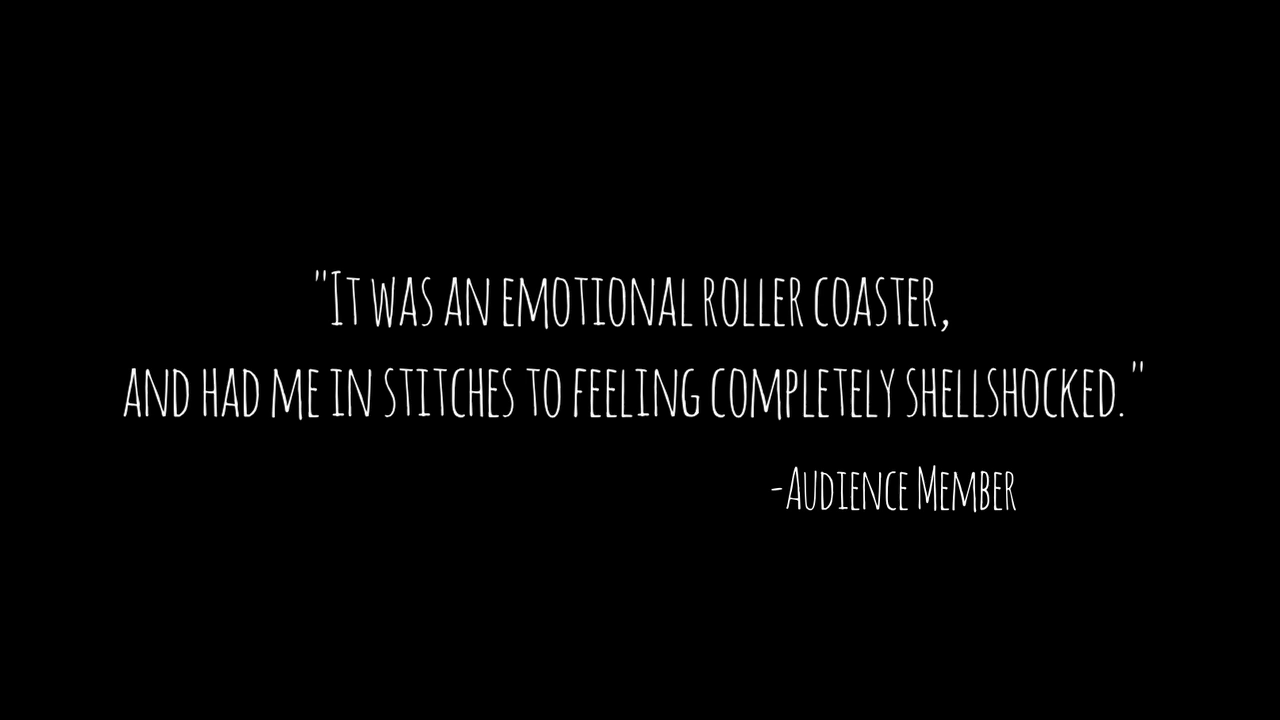 "It was an emotional roller coaster,
and had me in stitches to feeling completely shellshocked."
-Audience Member